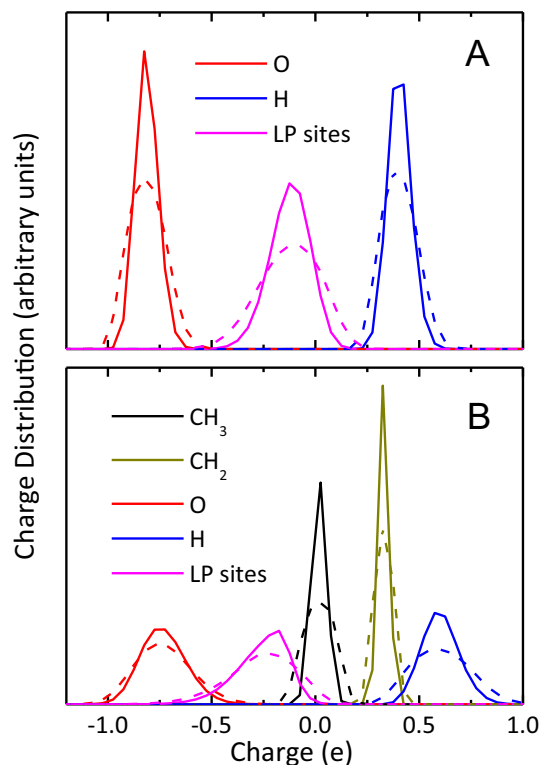 A
O
H
LP sites
B
CH₃
CH₂
O
H
LP sites
Charge Distribution (arbitrary units)
-1.0 -0.5 0.0 0.5 1.0
Charge (e)